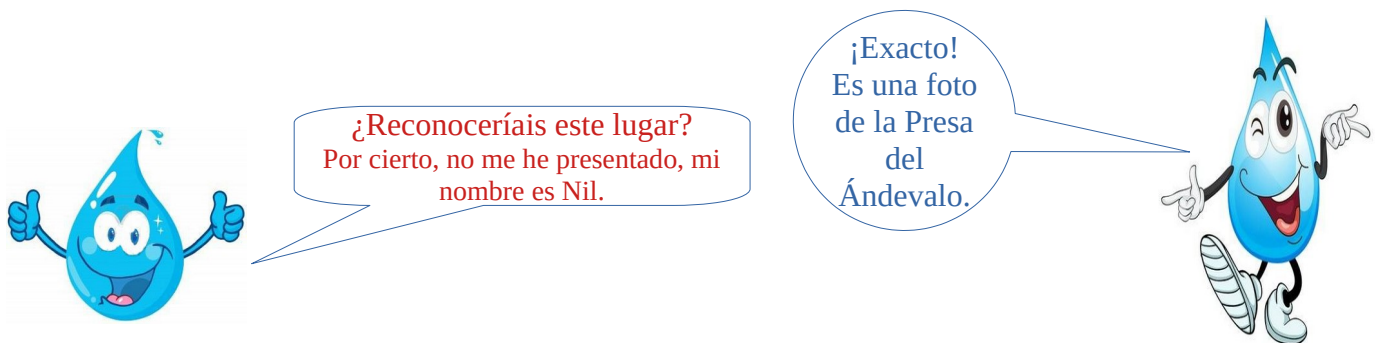 ¿Reconoceríais este lugar?
Por cierto, no me he presentado, mi
nombre es Nil.
¡Exacto!
Es una foto
de la Presa
del
Ándevalo.